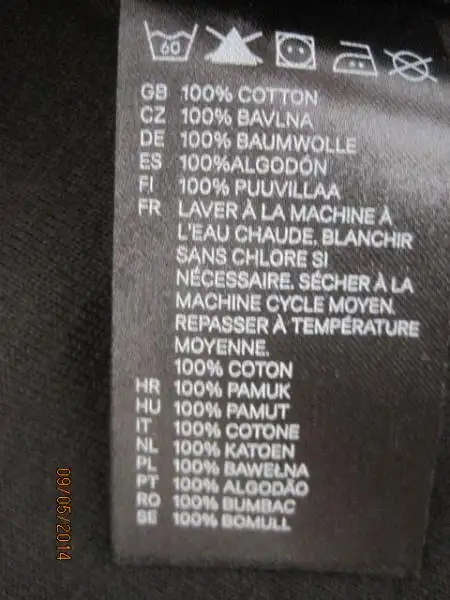 60
GB 100% COTTON
CZ 100% BAVLNA
DE 100% BAUMWOLLE
ES 100%ALGODÓN
FI 100% PUUVILLAA
FR LAVER À LA MACHINE À
L'EAU CHAUDE. BLANCHIR
SANS CHLORE SI
NÉCESSAIRE. SÉCHER À LA
MACHINE CYCLE MOYEN.
REPASSER À TEMPÉRATURE
MOYENNE.
100% COTON
HR 100% PAMUK
HU 100% PAMUT
IT 100% COTONE
NL 100% KATOEN
PL 100% BAWEŁNA
PT 100% ALGODÃO
RO 100% BUMBAC
SE 100% BOMULL
09/05/2014